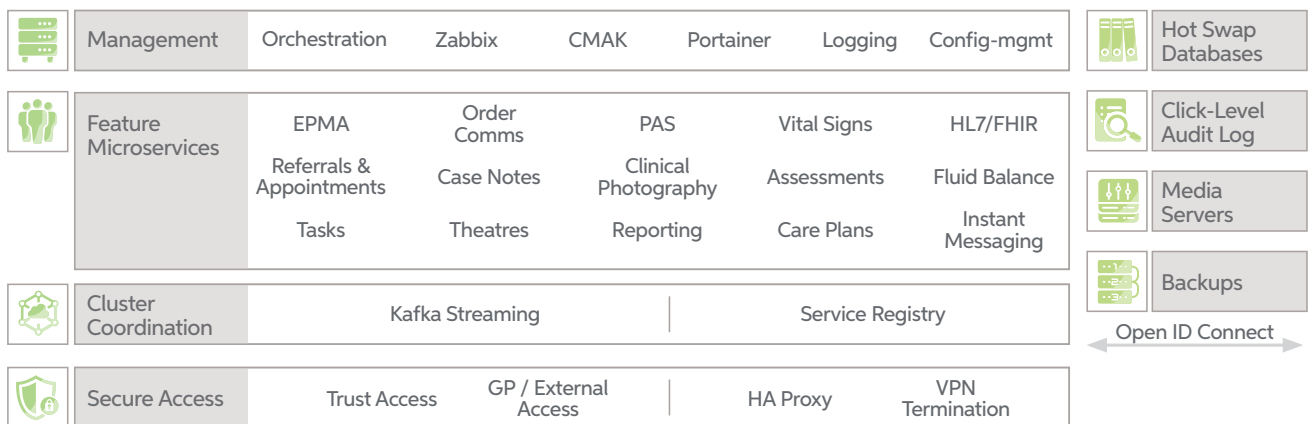 Management
Orchestration Zabbix CMAK Portainer Logging Config-mgmt
Feature
Microservices
EPMA
Order
Comms
PAS
Vital Signs
HL7/FHIR
Referrals &
Appointments
Case Notes
Clinical
Photography
Assessments
Fluid Balance
Tasks
Theatres
Reporting
Care Plans
Instant
Messaging
Cluster
Coordination
Kafka Streaming
Service Registry
Secure Access
Trust Access
GP / External
Access
HA Proxy
VPN
Termination
Hot Swap
Databases
Click-Level
Audit Log
Media
Servers
1
2
3
Backups
Open ID Connect